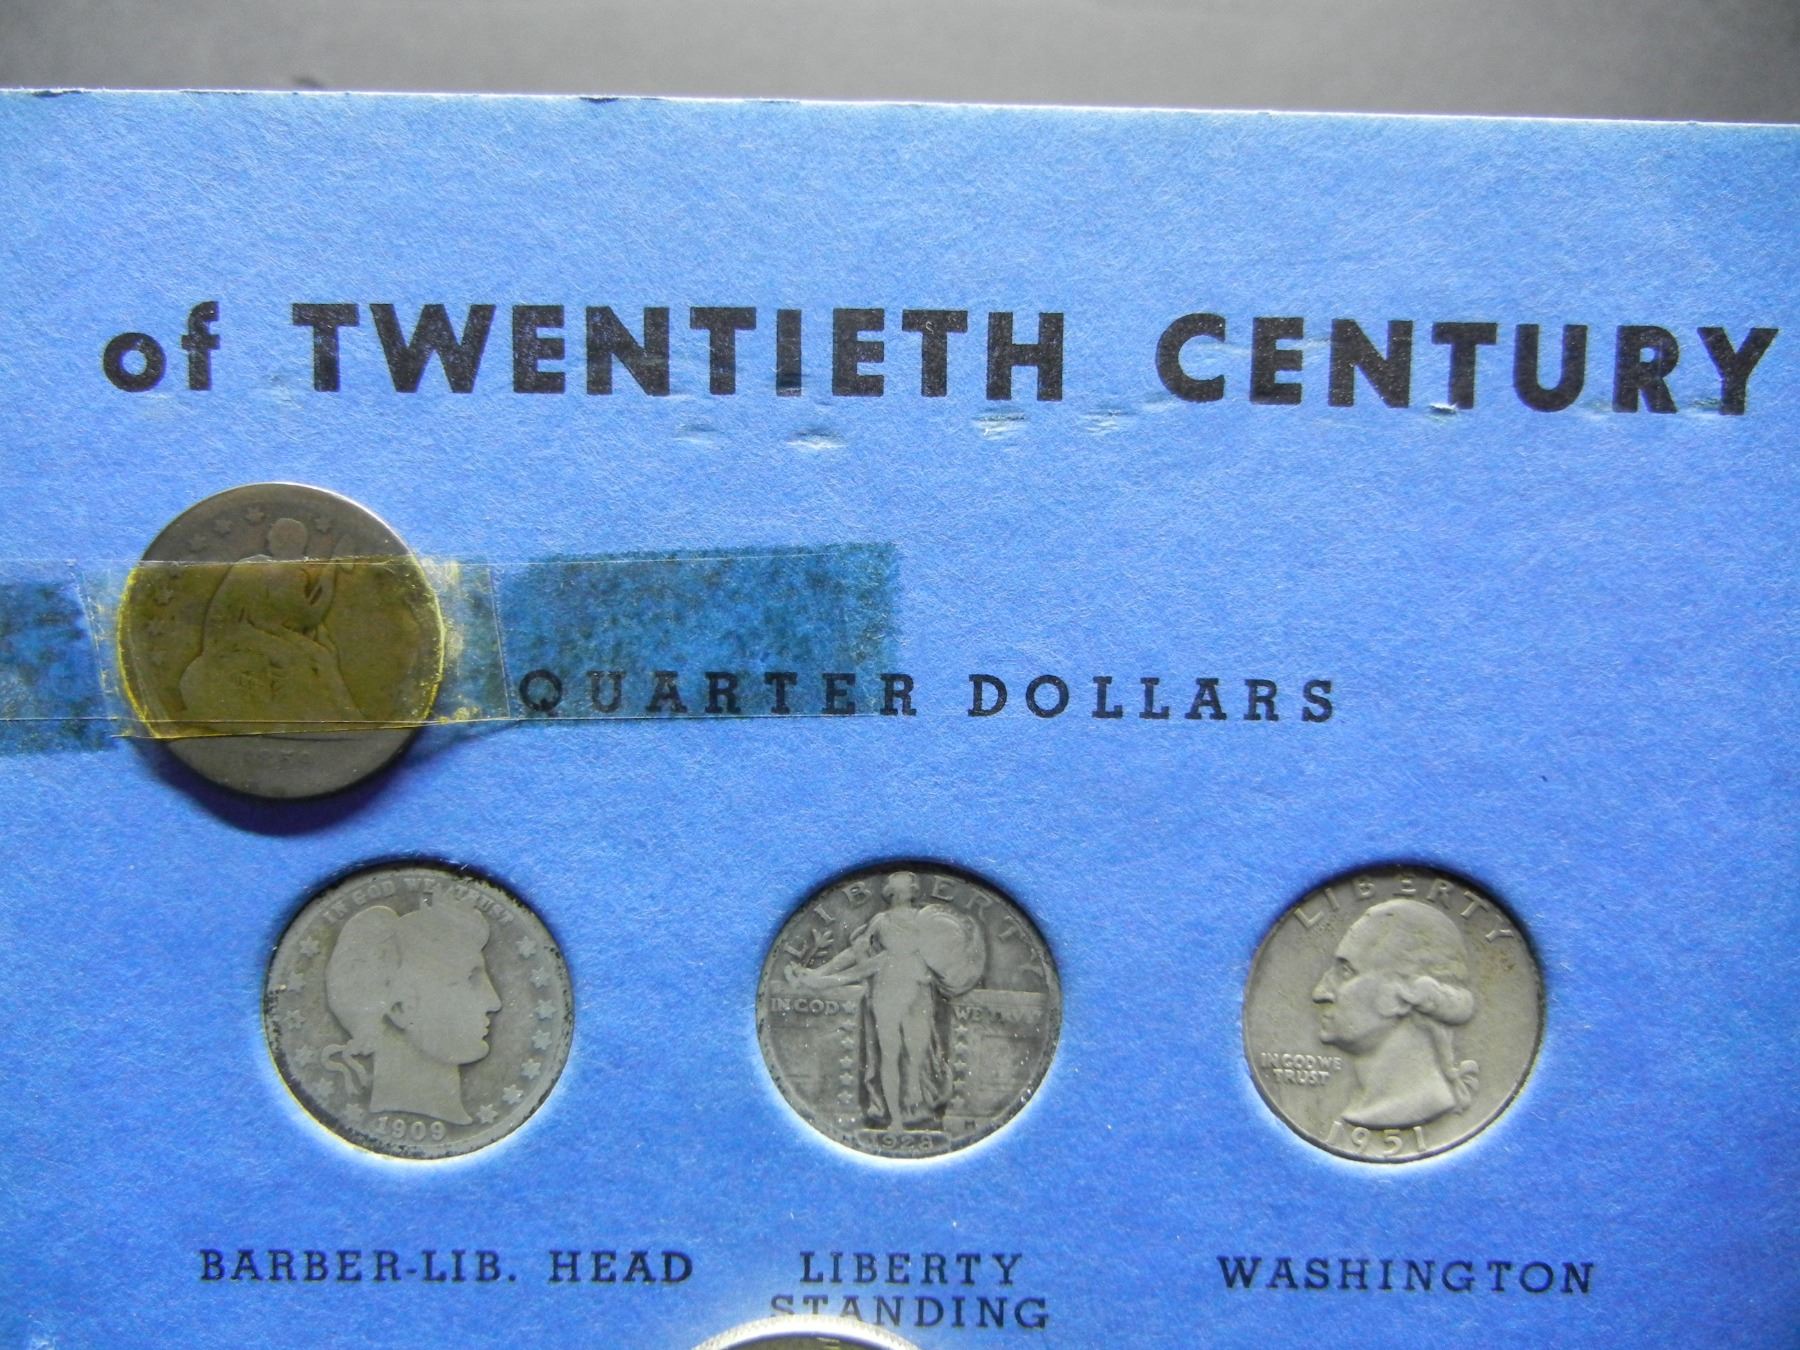 of TWENTIETH CENTURY
QUARTER DOLLARS
IN GOD WE TRUST
1909
LIBERTY
IN GOD WE TRUST
1928
LIBERTY
IN GOD WE
TRUST
1951
BARBER-LIB. HEAD
LIBERTY
STANDING
WASHINGTON